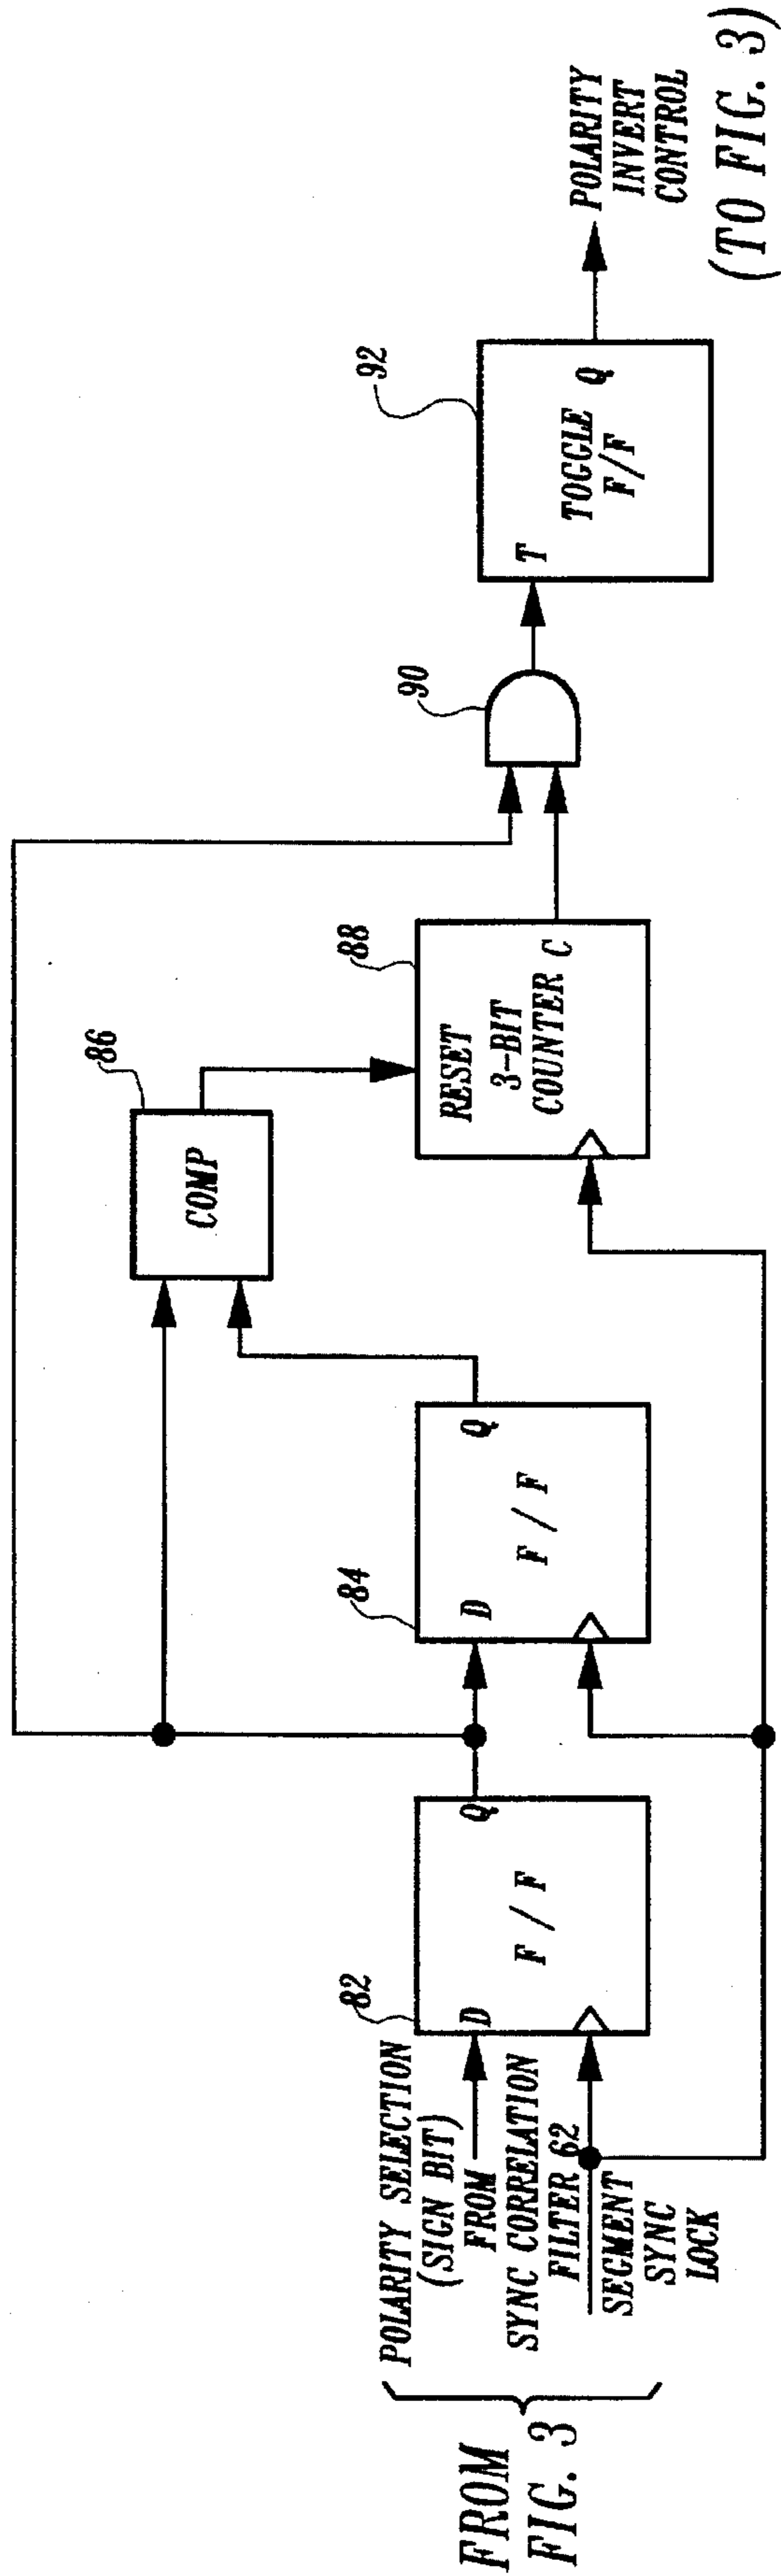 FROM
FIG. 3
POLARITY SELECTION
(SIGN BIT)
FROM
SYNC CORRELATION
FILTER 62
SEGMENT
SYNC
LOCK
82
D
Q
F / F
84
D
Q
F / F
86
COMP
88
RESET
3-BIT
COUNTER C
90
92
T
TOGGLE Q
F/F
POLARITY
INVERT
CONTROL
(TO FIG. 3)